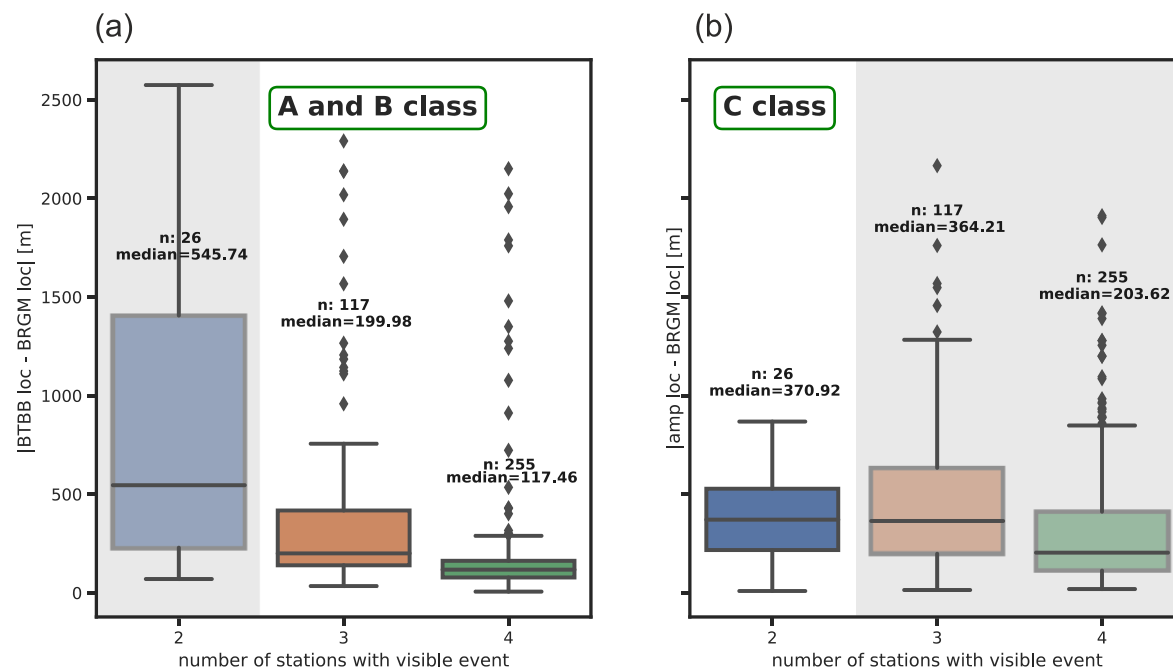 (a)
A and B class
|BTBB loc - BRGM loc| [m]
2500
2000
1500
1000
500
0
n: 26
median=545.74
n: 117
median=199.98
n: 255
median=117.46
2
3
4
number of stations with visible event
(b)
C class
|amp loc - BRGM loc| [m]
n: 26
median=370.92
n: 117
median=364.21
n: 255
median=203.62
2
3
4
number of stations with visible event